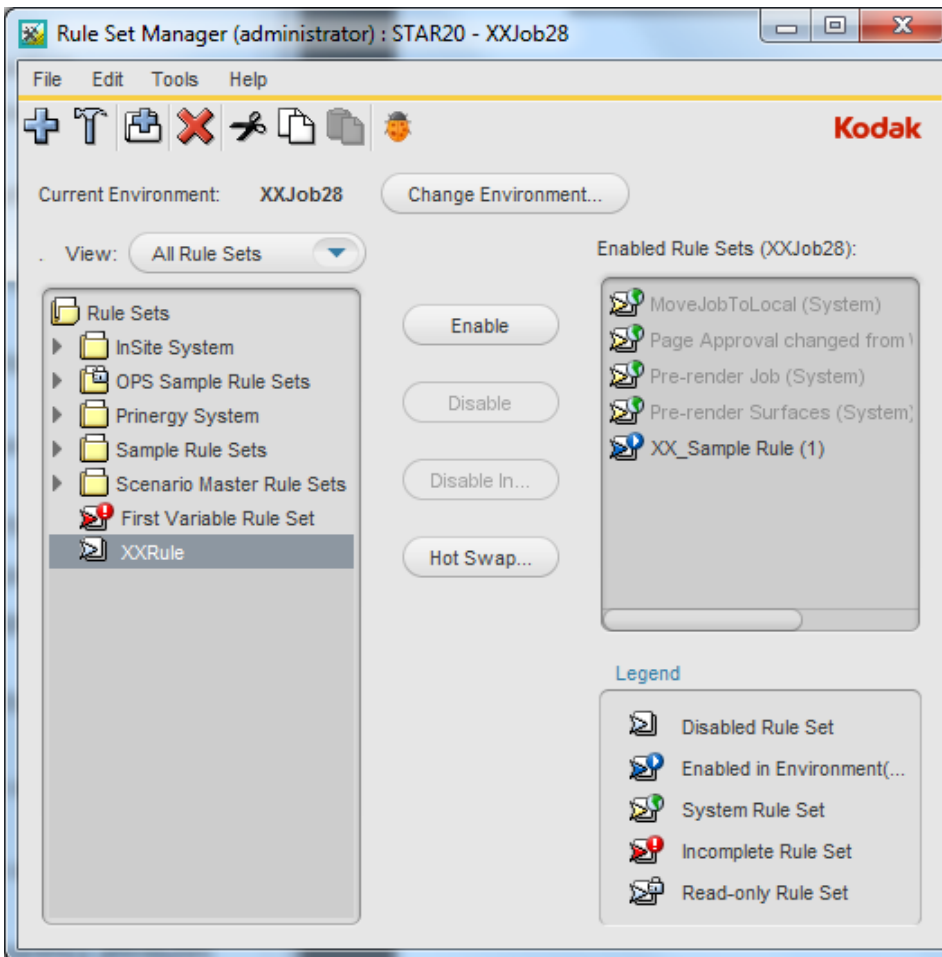 Rule Set Manager (administrator) : STAR20 - XXJob28
File Edit Tools Help
Kodak
Current Environment: XXJob28 Change Environment...
. View: All Rule Sets
Enabled Rule Sets (XXJob28):
Rule Sets
InSite System
OPS Sample Rule Sets
Prinergy System
Sample Rule Sets
Scenario Master Rule Sets
First Variable Rule Set
XXRule
Enable
Disable
Disable In...
Hot Swap...
MoveJobToLocal (System)
Page Approval changed from
Pre-render Job (System)
Pre-render Surfaces (System)
XX_Sample Rule (1)
Legend
Disabled Rule Set
Enabled in Environment(...
System Rule Set
Incomplete Rule Set
Read-only Rule Set